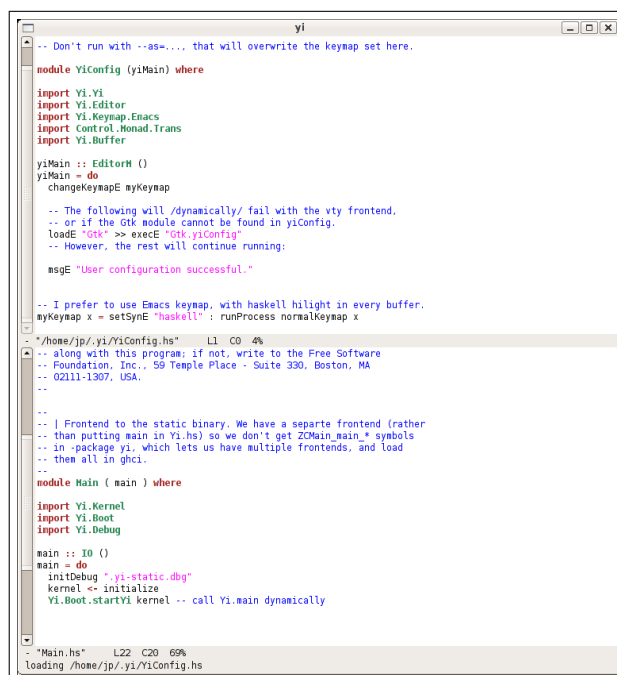 yi
-- Don't run with --as=..., that will overwrite the keymap set here.
module YiConfig (yiMain) where
import Yi.Yi
import Yi.Editor
import Yi.Keymap.Emacs
import Control.Monad.Trans
import Yi.Buffer
yiMain :: EditorM ()
yiMain = do
  changeKeymapE myKeymap
  -- The following will /dynamically/ fail with the vty frontend,
  -- or if the Gtk module cannot be found in yiConfig.
  loadE "Gtk" >> execE "Gtk.yiConfig"
  -- However, the rest will continue running:
  msgE "User configuration successful."
-- I prefer to use Emacs keymap, with haskell hilight in every buffer.
myKeymap x = setSynE "haskell" : runProcess normalKeymap x
- "/home/jp/.yi/YiConfig.hs"     L1  C0  4%
-- along with this program; if not, write to the Free Software
-- Foundation, Inc., 59 Temple Place - Suite 330, Boston, MA
-- 02111-1307, USA.
--
--
-- | Frontend to the static binary. We have a separte frontend (rather
-- than putting main in Yi.hs) so we don't get ZCMain_main_* symbols
-- in -package yi, which lets us have multiple frontends, and load
-- them all in ghci.
--
module Main ( main ) where
import Yi.Kernel
import Yi.Boot
import Yi.Debug
main :: IO ()
main = do
  initDebug ".yi-static.dbg"
  kernel <- initialize
  Yi.Boot.startYi kernel -- call Yi.main dynamically
- "Main.hs"     L22  C20  69%
loading /home/jp/.yi/YiConfig.hs